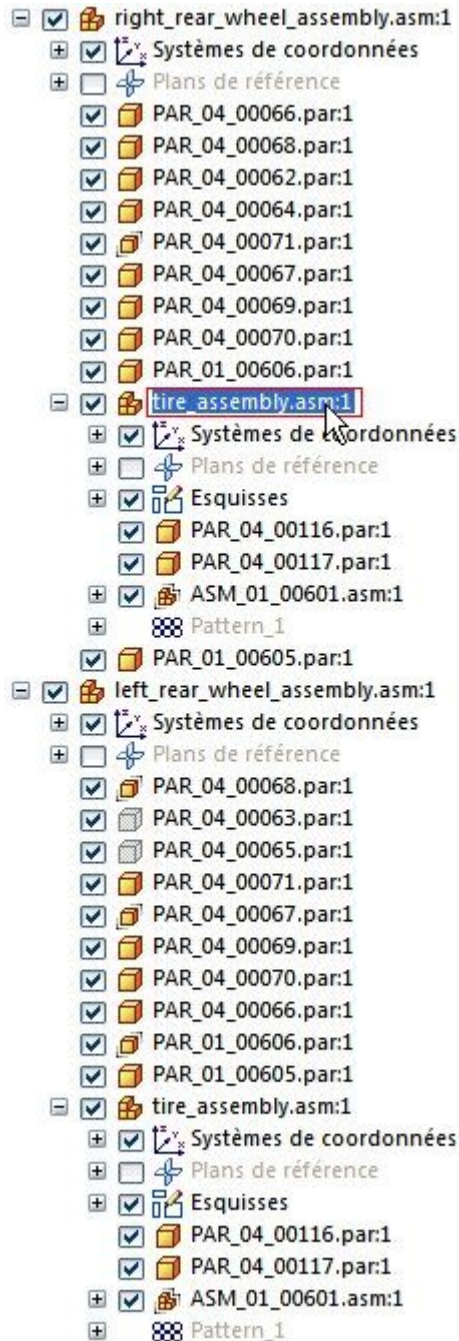 right_rear_wheel_assembly.asm:1
Systèmes de coordonnées
Plans de référence
PAR_04_00066.par:1
PAR_04_00068.par:1
PAR_04_00062.par:1
PAR_04_00064.par:1
PAR_04_00071.par:1
PAR_04_00067.par:1
PAR_04_00069.par:1
PAR_04_00070.par:1
PAR_01_00606.par:1
tire_assembly.asm:1
Systèmes de coordonnées
Plans de référence
Esquisses
PAR_04_00116.par:1
PAR_04_00117.par:1
ASM_01_00601.asm:1
Pattern_1
PAR_01_00605.par:1
left_rear_wheel_assembly.asm:1
Systèmes de coordonnées
Plans de référence
PAR_04_00068.par:1
PAR_04_00063.par:1
PAR_04_00065.par:1
PAR_04_00071.par:1
PAR_04_00067.par:1
PAR_04_00069.par:1
PAR_04_00070.par:1
PAR_04_00066.par:1
PAR_01_00606.par:1
PAR_01_00605.par:1
tire_assembly.asm:1
Systèmes de coordonnées
Plans de référence
Esquisses
PAR_04_00116.par:1
PAR_04_00117.par:1
ASM_01_00601.asm:1
Pattern_1